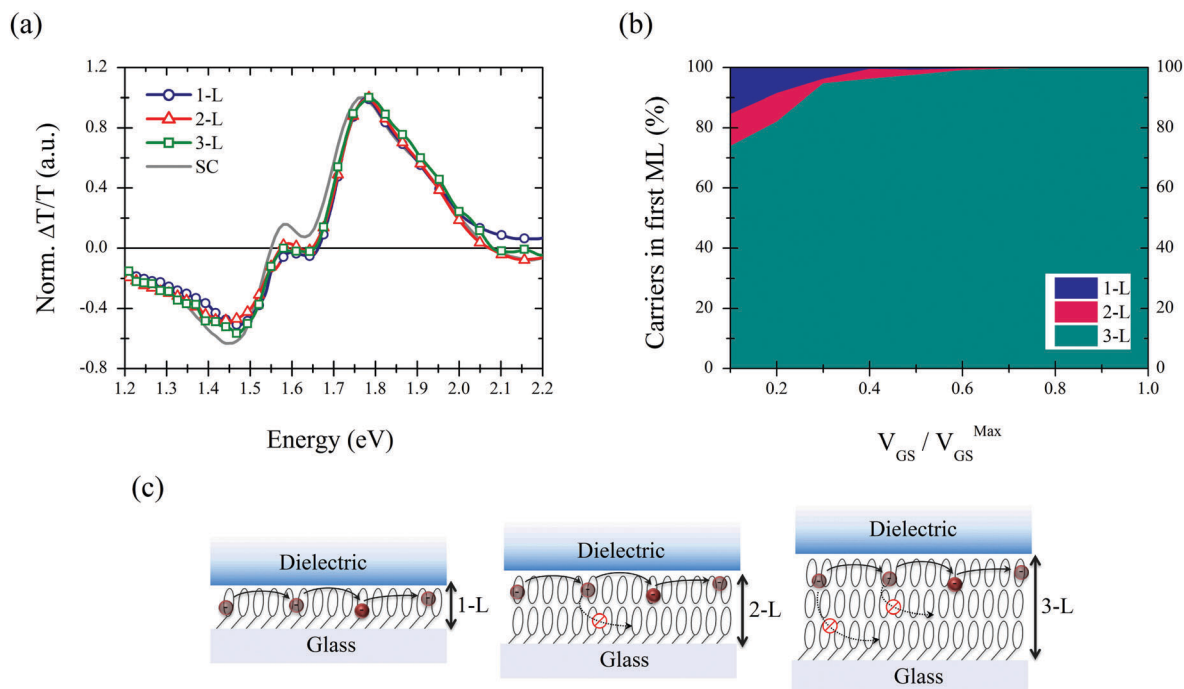 (a)
(b)
1.2
0.8
0.4
0.0
-0.4
-0.8
Norm. ΔT/T (a.u.)
1-L
2-L
3-L
SC
1.2 1.3 1.4 1.5 1.6 1.7 1.8 1.9 2.0 2.1 2.2
Energy (eV)
100
80
60
40
20
0
Carriers in first ML (%)
1-L
2-L
3-L
100
80
60
40
20
0
0.2 0.4 0.6 0.8 1.0
V_GS / V_GS^Max
(c)
Dielectric
1-L
Glass
Dielectric
2-L
Glass
Dielectric
3-L
Glass